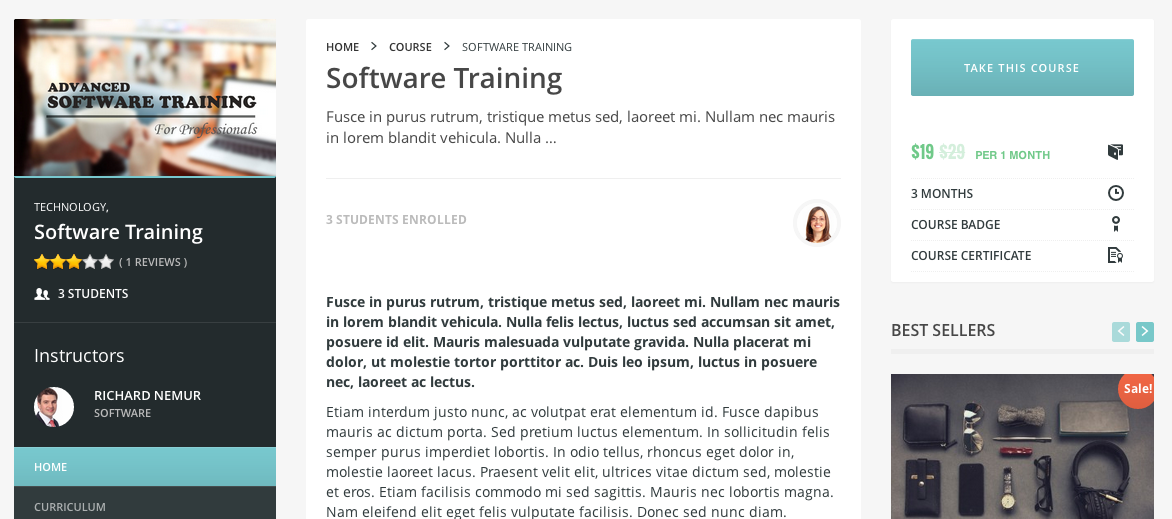 ADVANCED
SOFTWARE TRAINING
For Professionals
TECHNOLOGY,
Software Training
( 1 REVIEWS )
3 STUDENTS
Instructors
RICHARD NEMUR
SOFTWARE
HOME
CURRICULUM
HOME > COURSE > SOFTWARE TRAINING
Software Training
Fusce in purus rutrum, tristique metus sed, laoreet mi. Nullam nec mauris
in lorem blandit vehicula. Nulla ...
3 STUDENTS ENROLLED
Fusce in purus rutrum, tristique metus sed, laoreet mi. Nullam nec mauris
in lorem blandit vehicula. Nulla felis lectus, luctus sed accumsan sit amet,
posuere id elit. Mauris malesuada vulputate gravida. Nulla placerat mi
dolor, ut molestie tortor porttitor ac. Duis leo ipsum, luctus in posuere
nec, laoreet ac lectus.
Etiam interdum justo nunc, ac volutpat erat elementum id. Fusce dapibus
mauris ac dictum porta. Sed pretium luctus elementum. In sollicitudin felis
semper purus imperdiet lobortis. In odio tellus, rhoncus eget dolor in,
molestie laoreet lacus. Praesent velit elit, ultrices vitae dictum sed, molestie
et eros. Etiam facilisis commodo mi sed sagittis. Mauris nec lobortis magna.
Nam eleifend elit eget felis vulputate facilisis. Donec sed nunc diam.
TAKE THIS COURSE
$19 $29 PER 1 MONTH
3 MONTHS
COURSE BADGE
COURSE CERTIFICATE
BEST SELLERS
Sale!